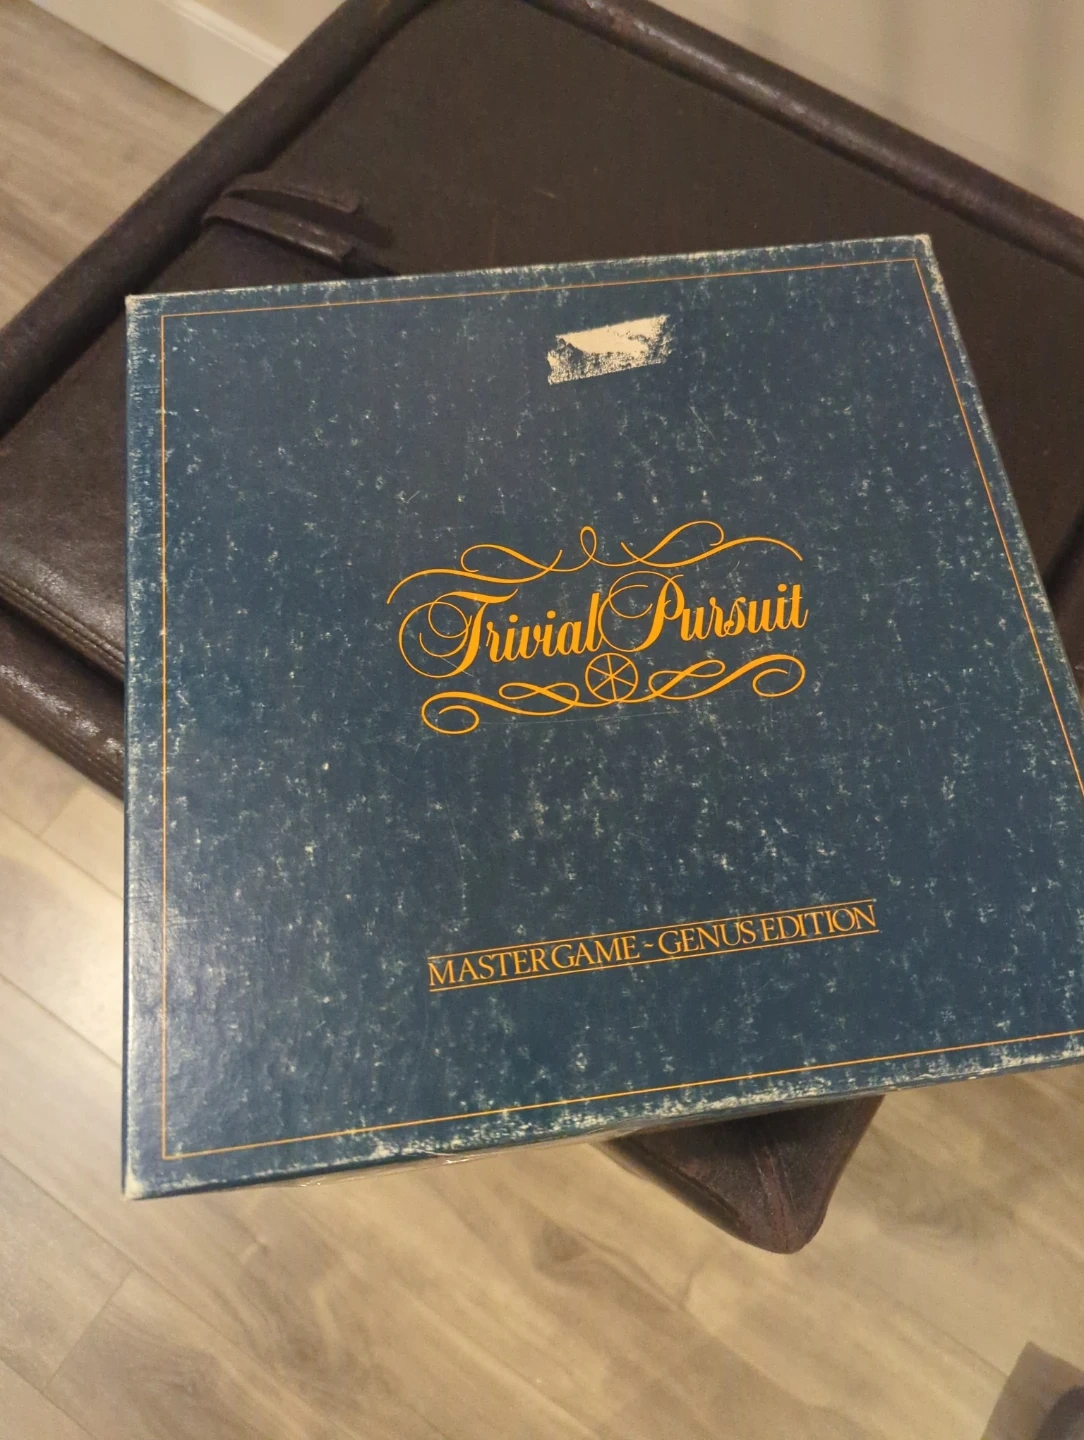 Trivial Pursuit
MASTER GAME ~ GENUS EDITION